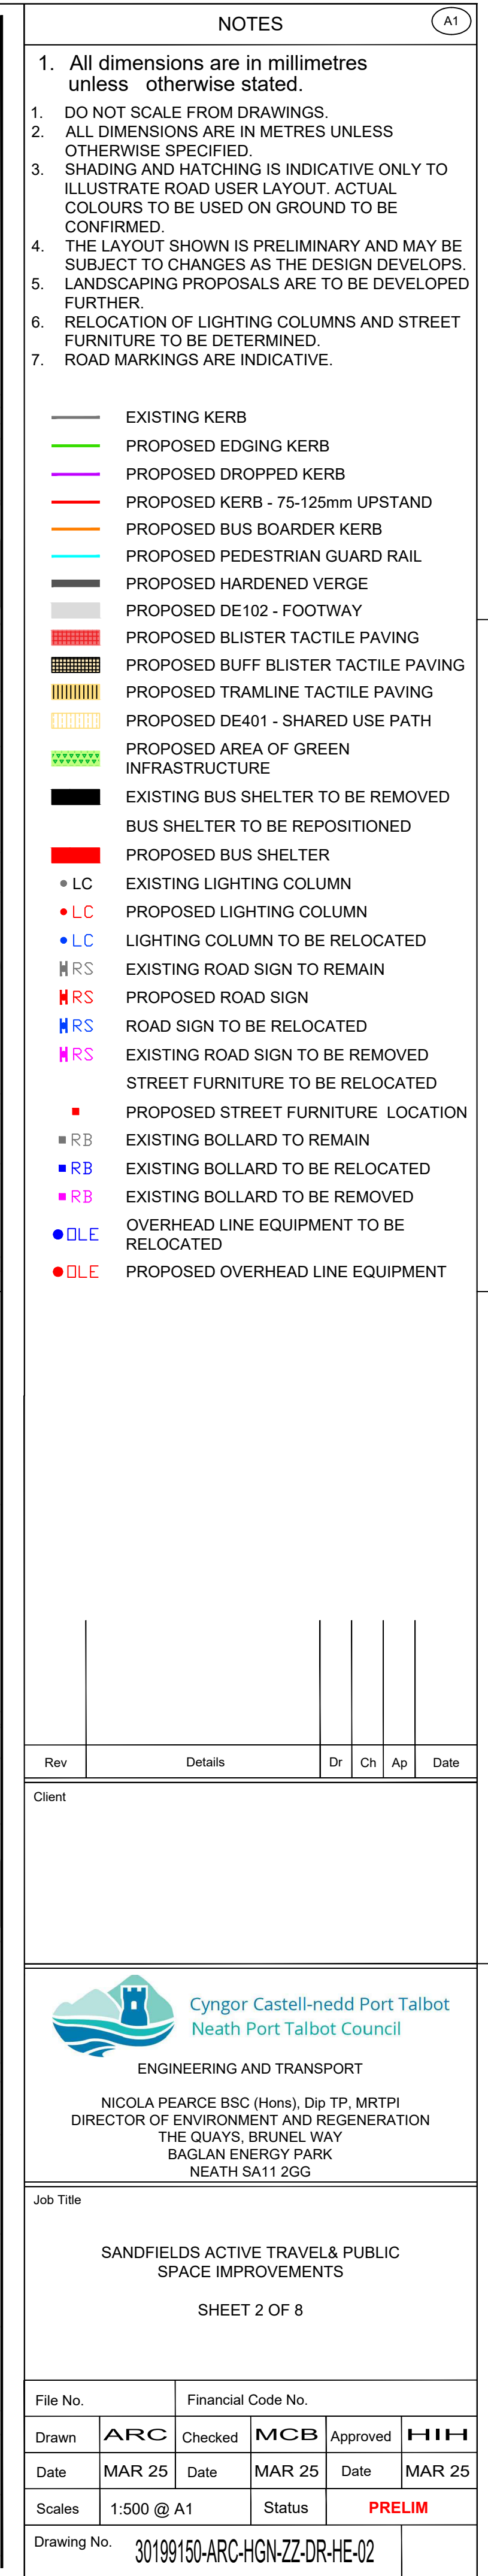 NOTES
A1
1. All dimensions are in millimetres
unless otherwise stated.
1. DO NOT SCALE FROM DRAWINGS.
2. ALL DIMENSIONS ARE IN METRES UNLESS
OTHERWISE SPECIFIED.
3. SHADING AND HATCHING IS INDICATIVE ONLY TO
ILLUSTRATE ROAD USER LAYOUT. ACTUAL
COLOURS TO BE USED ON GROUND TO BE
CONFIRMED.
4. THE LAYOUT SHOWN IS PRELIMINARY AND MAY BE
SUBJECT TO CHANGES AS THE DESIGN DEVELOPS.
5. LANDSCAPING PROPOSALS ARE TO BE DEVELOPED
FURTHER.
6. RELOCATION OF LIGHTING COLUMNS AND STREET
FURNITURE TO BE DETERMINED.
7. ROAD MARKINGS ARE INDICATIVE.
EXISTING KERB
PROPOSED EDGING KERB
PROPOSED DROPPED KERB
PROPOSED KERB - 75-125mm UPSTAND
PROPOSED BUS BOARDER KERB
PROPOSED PEDESTRIAN GUARD RAIL
PROPOSED HARDENED VERGE
PROPOSED DE102 - FOOTWAY
PROPOSED BLISTER TACTILE PAVING
PROPOSED BUFF BLISTER TACTILE PAVING
PROPOSED TRAMLINE TACTILE PAVING
PROPOSED DE401 - SHARED USE PATH
PROPOSED AREA OF GREEN
INFRASTRUCTURE
EXISTING BUS SHELTER TO BE REMOVED
BUS SHELTER TO BE REPOSITIONED
PROPOSED BUS SHELTER
LC EXISTING LIGHTING COLUMN
LC PROPOSED LIGHTING COLUMN
LC LIGHTING COLUMN TO BE RELOCATED
RS EXISTING ROAD SIGN TO REMAIN
RS PROPOSED ROAD SIGN
RS ROAD SIGN TO BE RELOCATED
RS EXISTING ROAD SIGN TO BE REMOVED
STREET FURNITURE TO BE RELOCATED
PROPOSED STREET FURNITURE LOCATION
RB EXISTING BOLLARD TO REMAIN
RB EXISTING BOLLARD TO BE RELOCATED
RB EXISTING BOLLARD TO BE REMOVED
OLE OVERHEAD LINE EQUIPMENT TO BE
RELOCATED
OLE PROPOSED OVERHEAD LINE EQUIPMENT
Rev Details Dr Ch Ap Date
Client
Cyngor Castell-nedd Port Talbot
Neath Port Talbot Council
ENGINEERING AND TRANSPORT
NICOLA PEARCE BSC (Hons), Dip TP, MRTPI
DIRECTOR OF ENVIRONMENT AND REGENERATION
THE QUAYS, BRUNEL WAY
BAGLAN ENERGY PARK
NEATH SA11 2GG
Job Title
SANDFIELDS ACTIVE TRAVEL& PUBLIC
SPACE IMPROVEMENTS
SHEET 2 OF 8
File No. Financial Code No.
Drawn ARC Checked MCB Approved HIH
Date MAR 25 Date MAR 25 Date MAR 25
Scales 1:500 @ A1 Status PRELIM
Drawing No. 30199150-ARC-HGN-ZZ-DR-HE-02